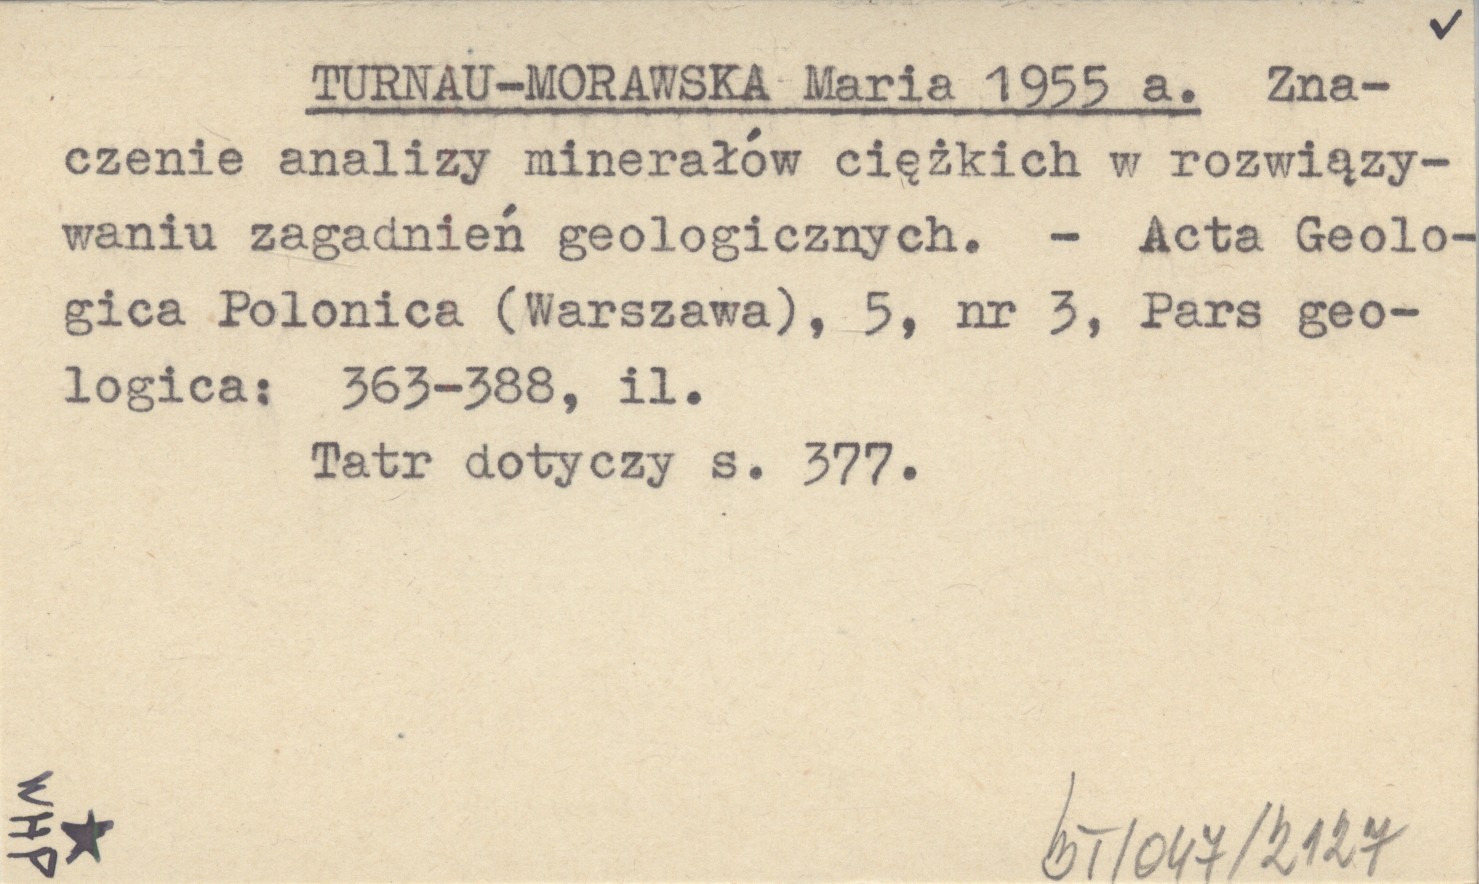 ✓
TURNAU-MORAWSKA Maria 1955 a. Zna-
czenie analizy minerałów ciężkich w rozwiązy-
waniu zagadnień geologicznych. - Acta Geolo-
gica Polonica (Warszawa), 5, nr 3, Pars geo-
logica: 363-388, il.
Tatr dotyczy s. 377.
WHP ★
/047/2127